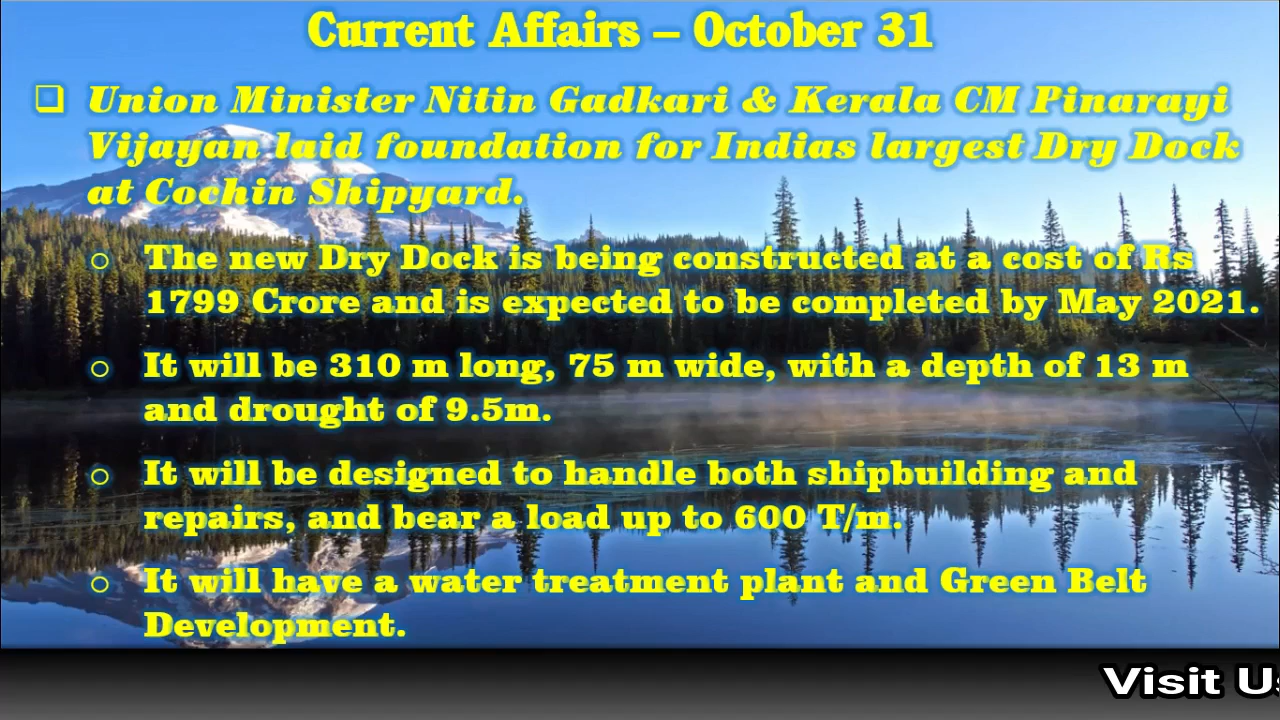 Current Affairs – October 31
❑ Union Minister Nitin Gadkari & Kerala CM Pinarayi
Vijayan laid foundation for Indias largest Dry Dock
at Cochin Shipyard.
○ The new Dry Dock is being constructed at a cost of Rs
1799 Crore and is expected to be completed by May 2021.
○ It will be 310 m long, 75 m wide, with a depth of 13 m
and drought of 9.5m.
○ It will be designed to handle both shipbuilding and
repairs, and bear a load up to 600 T/m.
○ It will have a water treatment plant and Green Belt
Development.
Visit Us